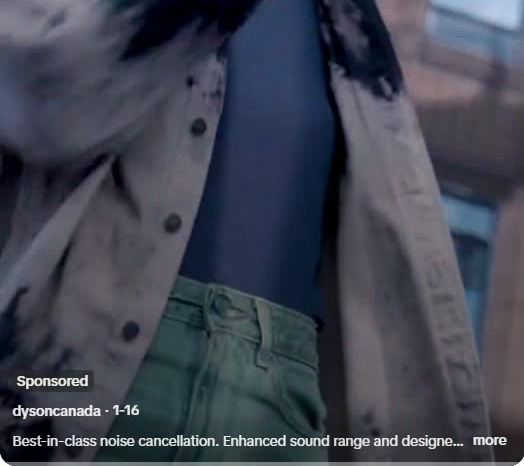 Sponsored
dysoncanada · 1-16
Best-in-class noise cancellation. Enhanced sound range and designe... more